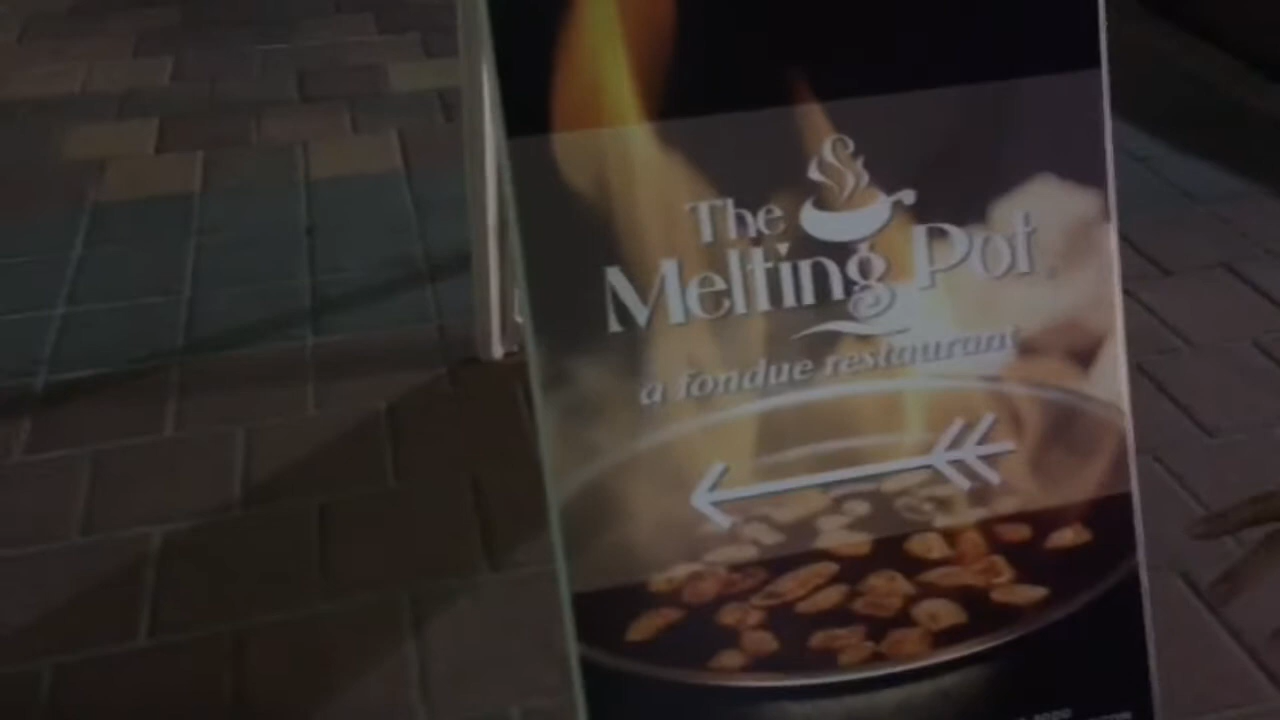 The
Melting Pot
a fondue restaurant